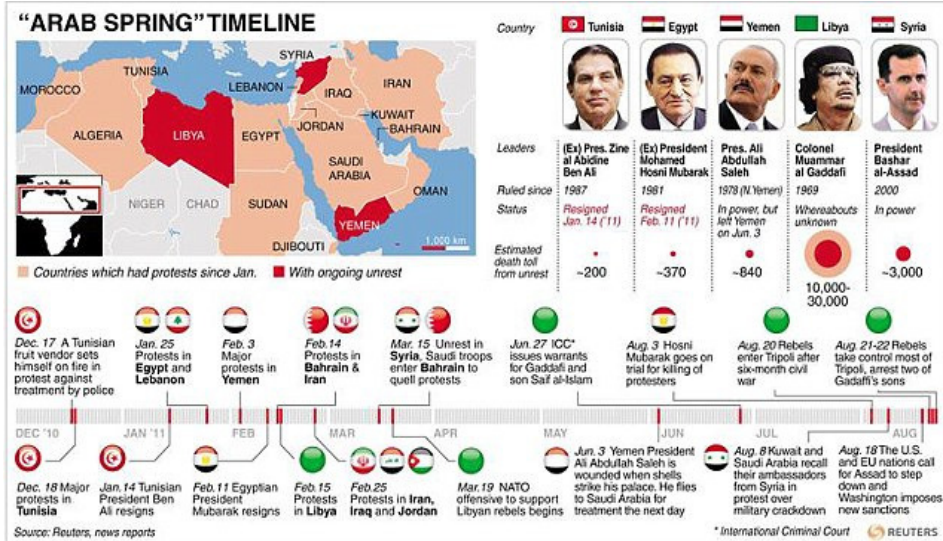 “ARAB SPRING” TIMELINE
SYRIA
TUNISIA
LEBANON
MOROCCO
IRAQ
IRAN
ALGERIA
LIBYA
EGYPT
JORDAN
KUWAIT
BAHRAIN
SAUDI
ARABIA
OMAN
NIGER
CHAD
SUDAN
YEMEN
DJIBOUTI
1,000 km
Countries which had protests since Jan.
With ongoing unrest
Country
Tunisia
Egypt
Yemen
Libya
Syria
Leaders
(Ex) Pres. Zine
al Abidine
Ben Ali
(Ex) President
Mohamed
Hosni Mubarak
Pres. Ali
Abdullah
Saleh
Colonel
Muammar
al Gaddafi
President
Bashar
al-Assad
Ruled since
1987
1981
1978 (N.Yemen)
1969
2000
Status
Resigned
Jan. 14 ('11)
Resigned
Feb. 11 ('11)
In power, but
left Yemen
on Jun. 3
Whereabouts
unknown
In power
Estimated
death toll
from unrest
~200
~370
~840
10,000-
30,000
~3,000
Dec. 17 A Tunisian
fruit vendor sets
himself on fire in
protest against
treatment by police
Jan. 25
Protests in
Egypt and
Lebanon
Feb. 3
Major
protests in
Yemen
Feb.14
Protests in
Bahrain &
Iran
Mar. 15 Unrest in
Syria, Saudi troops
enter Bahrain to
quell protests
Jun. 27 ICC*
issues warrants
for Gaddafi and
son Saif al-Islam
Aug. 3 Hosni
Mubarak goes on
trial for killing of
protesters
Aug. 20 Rebels
enter Tripoli after
six-month civil
war
Aug. 21-22 Rebels
take control most of
Tripoli, arrest two of
Gadaffi's sons
DEC '10
JAN '11
FEB
MAR
APR
MAY
JUN
JUL
AUG
Dec. 18 Major
protests in
Tunisia
Jan.14 Tunisian
President Ben
Ali resigns
Feb.11 Egyptian
President
Mubarak resigns
Feb.15
Protests
in Libya
Feb.25
Protests in Iran,
Iraq and Jordan
Mar.19 NATO
offensive to support
Libyan rebels begins
Jun. 3 Yemen President
Ali Abdullah Saleh is
wounded when shells
strike his palace. He flies
to Saudi Arabia for
treatment the next day
Aug. 8 Kuwait and
Saudi Arabia recall
their ambassadors
from Syria in
protest over
military crackdown
Aug. 18 The U.S.
and EU nations call
for Assad to step
down and
Washington imposes
new sanctions
Source: Reuters, news reports
* International Criminal Court
REUTERS